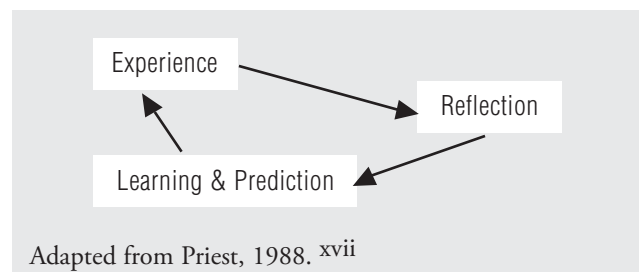 Experience
Reflection
Learning & Prediction
Adapted from Priest, 1988. xvii